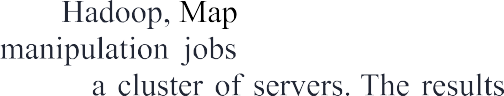 Hadoop, Map
manipulation jobs
a cluster of servers. The results